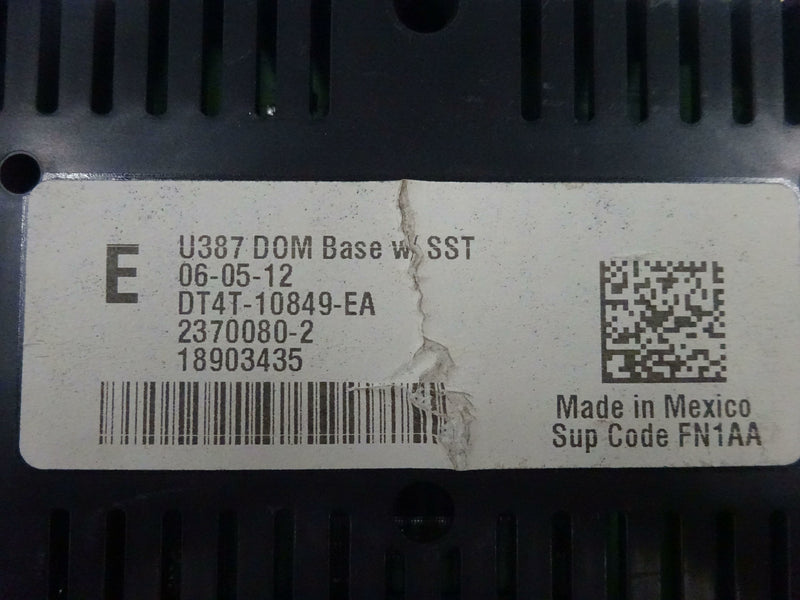 E
U387 DOM Base w/ SST
06-05-12
DT4T-10849-EA
2370080-2
18903435
Made in Mexico
Sup Code FN1AA